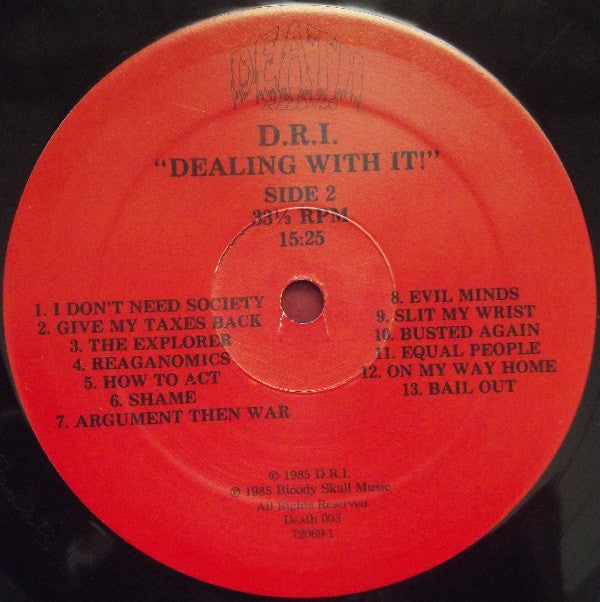 DEATH
D.R.I.
"DEALING WITH IT!"
SIDE 2
33⅓ RPM
15:25
1. I DON'T NEED SOCIETY
2. GIVE MY TAXES BACK
3. THE EXPLORER
4. REAGANOMICS
5. HOW TO ACT
6. SHAME
7. ARGUMENT THEN WAR
8. EVIL MINDS
9. SLIT MY WRIST
10. BUSTED AGAIN
11. EQUAL PEOPLE
12. ON MY WAY HOME
13. BAIL OUT
© 1985 D.R.I.
℗ 1985 Bloody Skull Music
All Rights Reserved
Death 003
72069-1